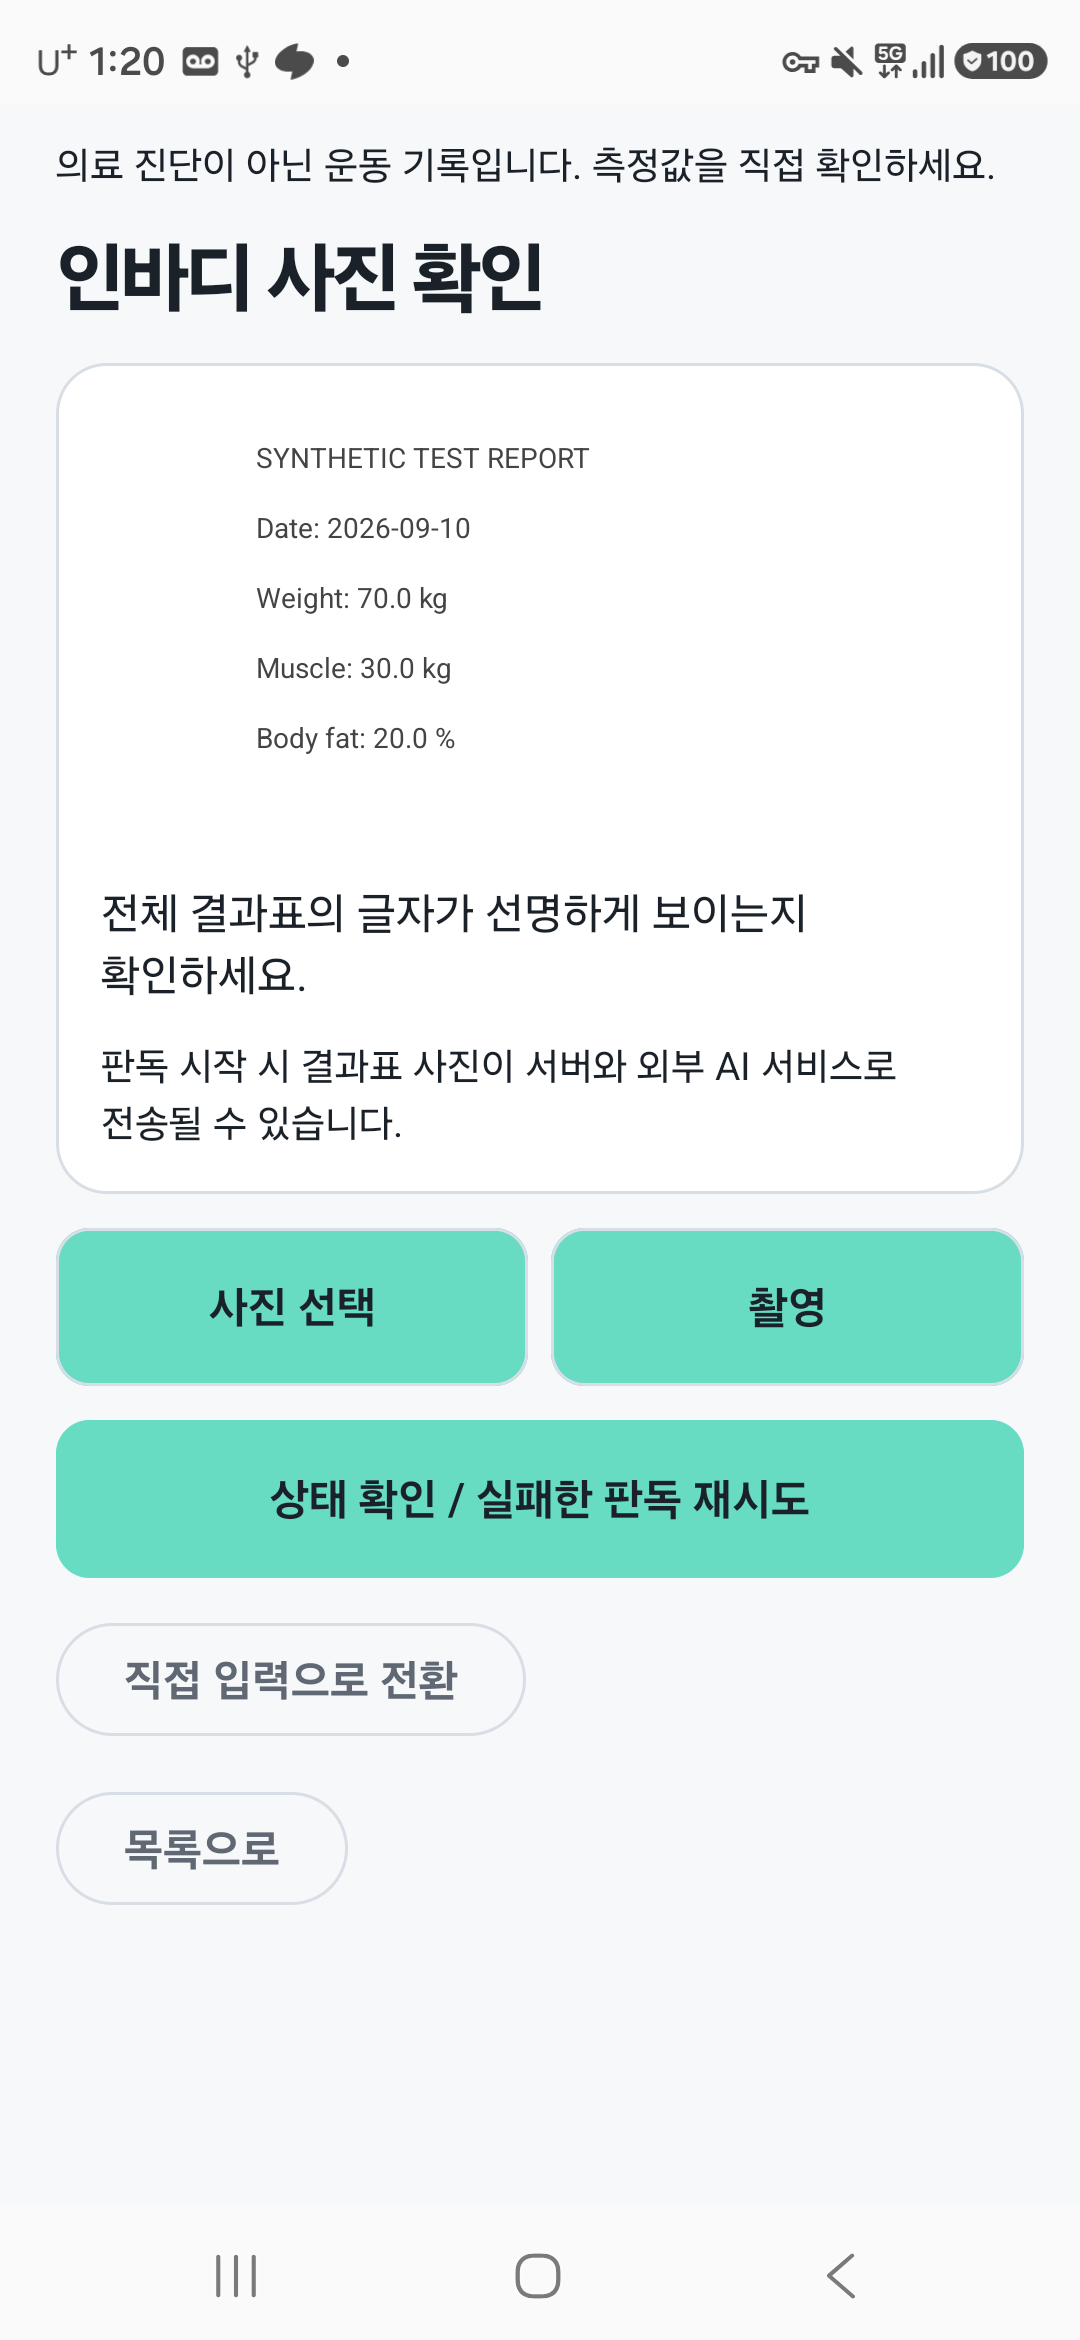 U+ 1:20 5G 100
의료 진단이 아닌 운동 기록입니다. 측정값을 직접 확인하세요.
인바디 사진 확인
SYNTHETIC TEST REPORT
Date: 2026-09-10
Weight: 70.0 kg
Muscle: 30.0 kg
Body fat: 20.0 %
전체 결과표의 글자가 선명하게 보이는지
확인하세요.
판독 시작 시 결과표 사진이 서버와 외부 AI 서비스로
전송될 수 있습니다.
사진 선택 촬영
상태 확인 / 실패한 판독 재시도
직접 입력으로 전환
목록으로